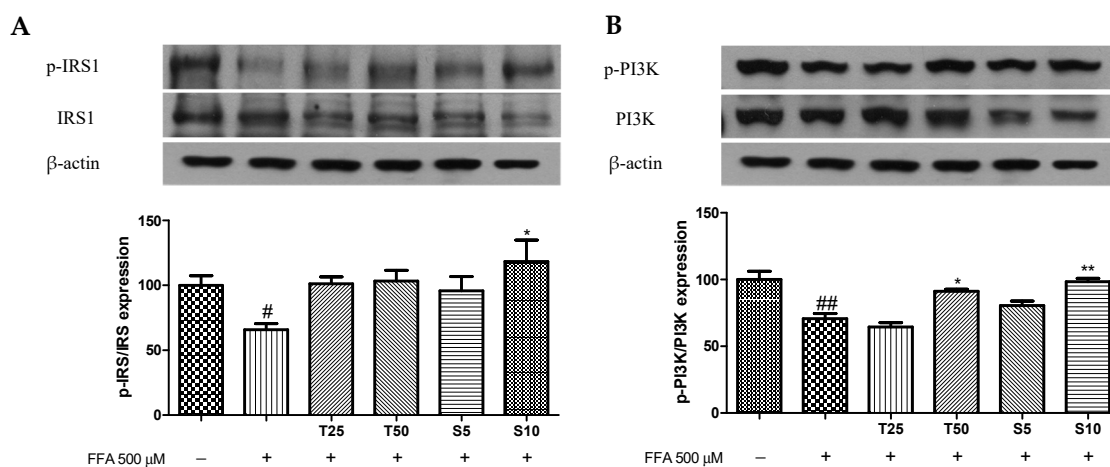 A
p-IRS1
IRS1
β-actin
p-IRS/IRS expression
150
100
50
0
#
*
T25 T50 S5 S10
FFA 500 μM – + + + + +
B
p-PI3K
PI3K
β-actin
p-PI3K/PI3K expression
150
100
50
0
##
*
**
T25 T50 S5 S10
FFA 500 μM – + + + + +